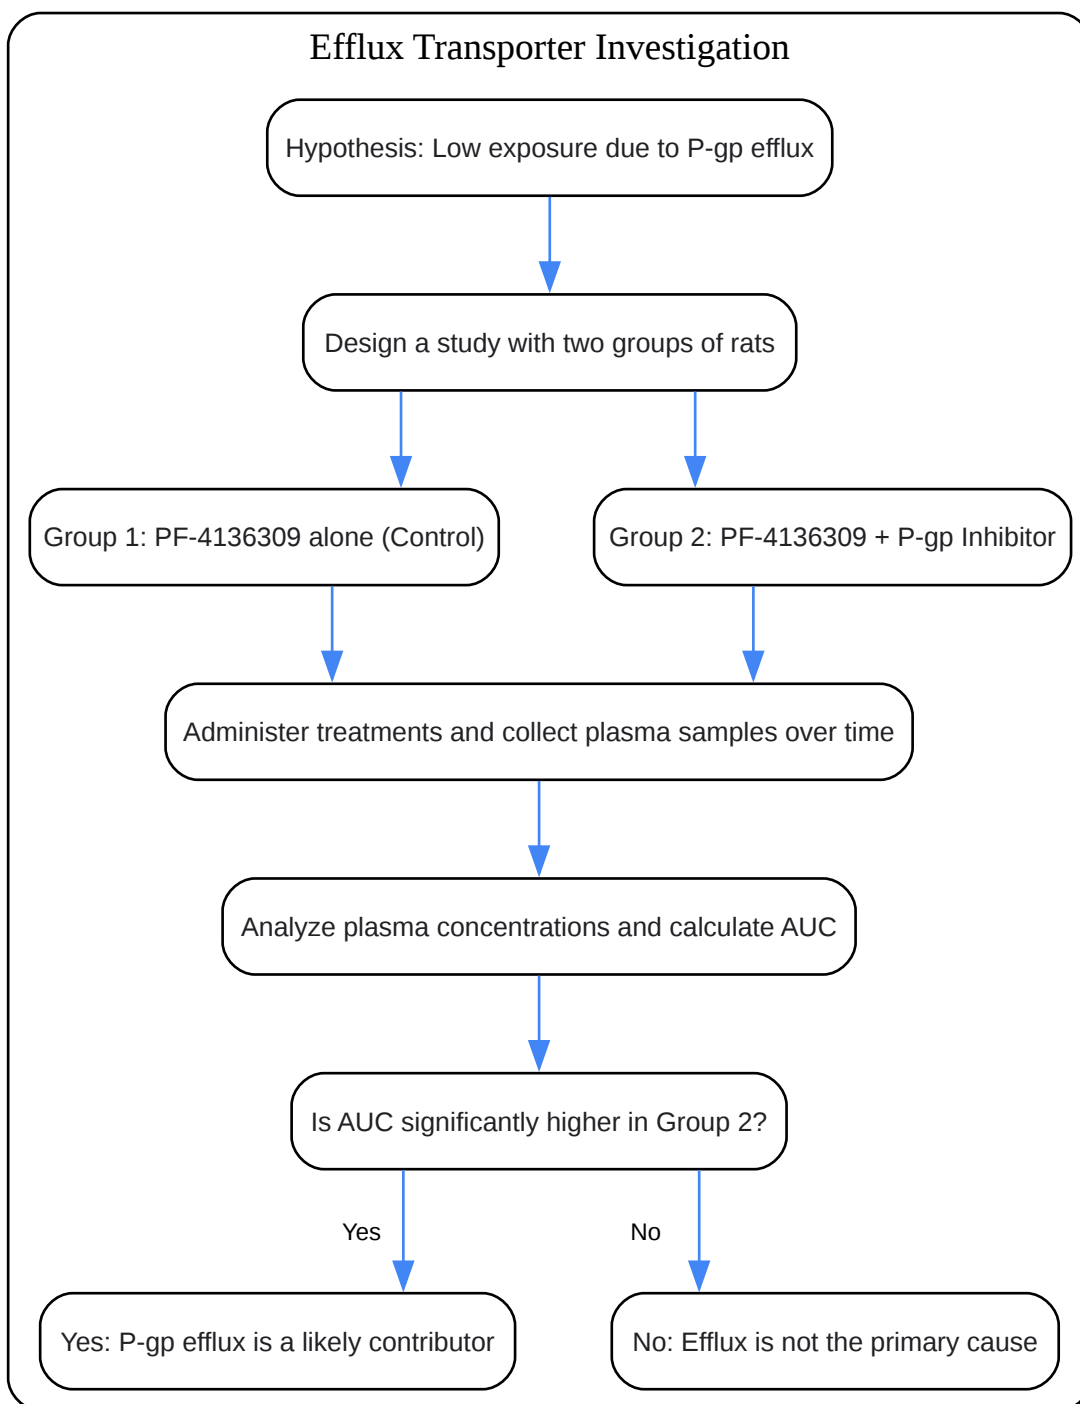 Efflux Transporter Investigation
Hypothesis: Low exposure due to P-gp efflux
Design a study with two groups of rats
Group 1: PF-4136309 alone (Control)
Group 2: PF-4136309 + P-gp Inhibitor
Administer treatments and collect plasma samples over time
Analyze plasma concentrations and calculate AUC
Is AUC significantly higher in Group 2?
Yes
No
Yes: P-gp efflux is a likely contributor
No: Efflux is not the primary cause